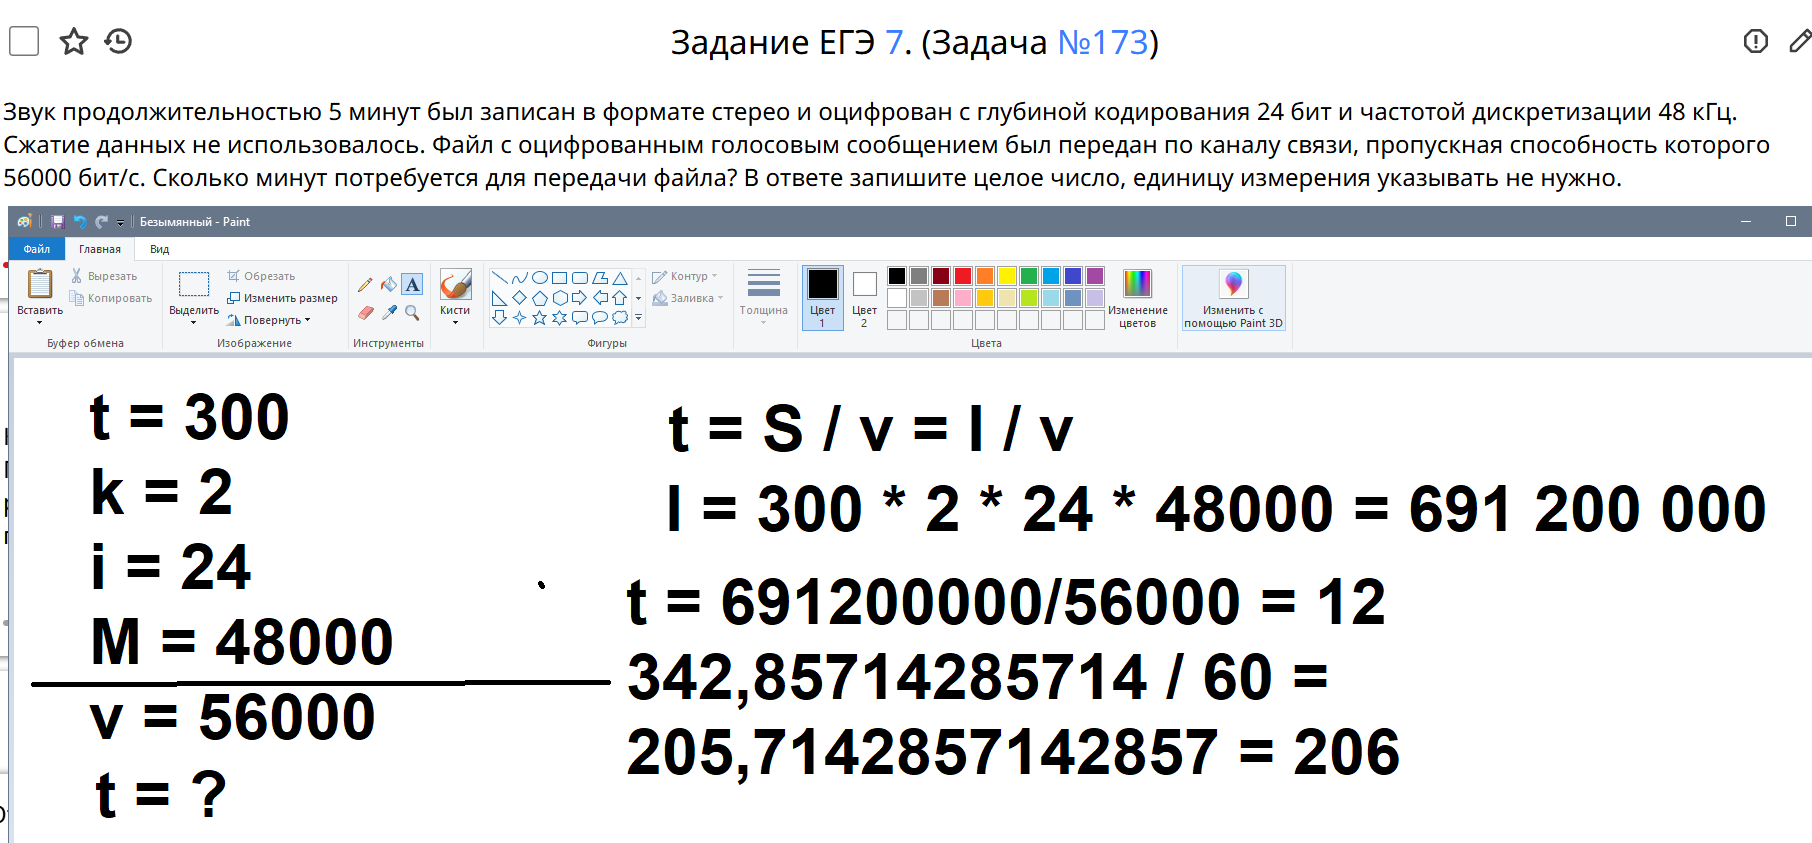 Задание ЕГЭ 7. (Задача №173)
Звук продолжительностью 5 минут был записан в формате стерео и оцифрован с глубиной кодирования 24 бит и частотой дискретизации 48 кГц.
Сжатие данных не использовалось. Файл с оцифрованным голосовым сообщением был передан по каналу связи, пропускная способность которого
56000 бит/с. Сколько минут потребуется для передачи файла? В ответе запишите целое число, единицу измерения указывать не нужно.
Безымянный - Paint
Файл Главная Вид
Вставить
Вырезать
Копировать
Буфер обмена
Выделить
Обрезать
Изменить размер
Повернуть
Изображение
A
Инструменты
Кисти
Контур
Заливка
Фигуры
Толщина
Цвет
1
Цвет
2
Изменение
цветов
Цвета
Изменить с
помощью Paint 3D
t = 300
k = 2
i = 24
M = 48000
v = 56000
t = ?
t = S / v = I / v
I = 300 * 2 * 24 * 48000 = 691 200 000
t = 691200000/56000 = 12
342,85714285714 / 60 =
205,7142857142857 = 206